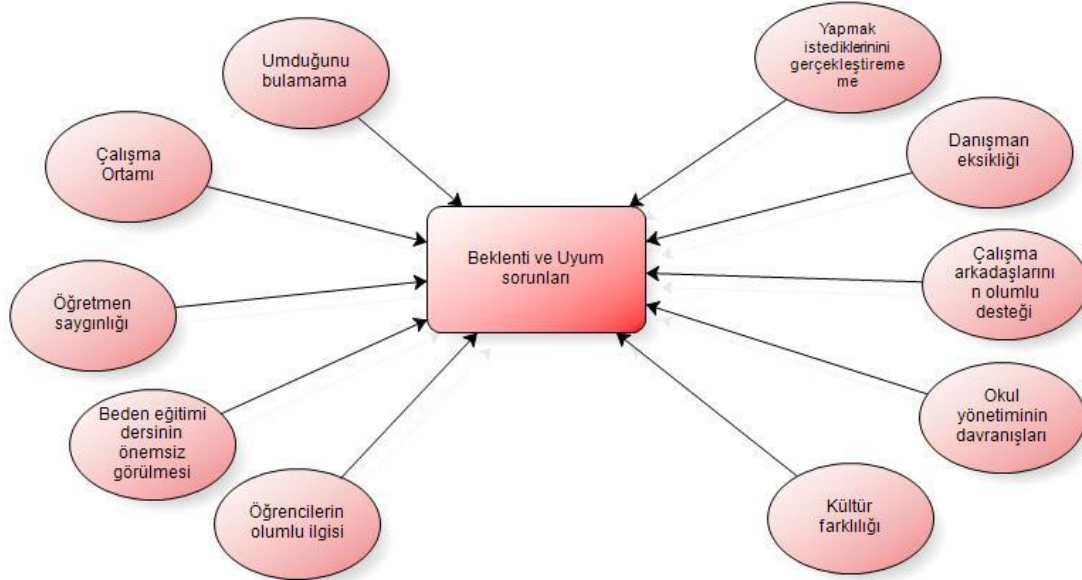 Umduğunu
bulamama
Yapmak
istediklerinini
gerçekleştireme
me
Çalışma
Ortamı
Danışman
eksikliği
Beklenti ve Uyum
sorunları
Öğretmen
saygınlığı
Çalışma
arkadaşlarını
n olumlu
desteği
Beden eğitimi
dersinin
önemsiz
görülmesi
Okul
yönetiminin
davranışları
Öğrencilerin
olumlu ilgisi
Kültür
farklılığı